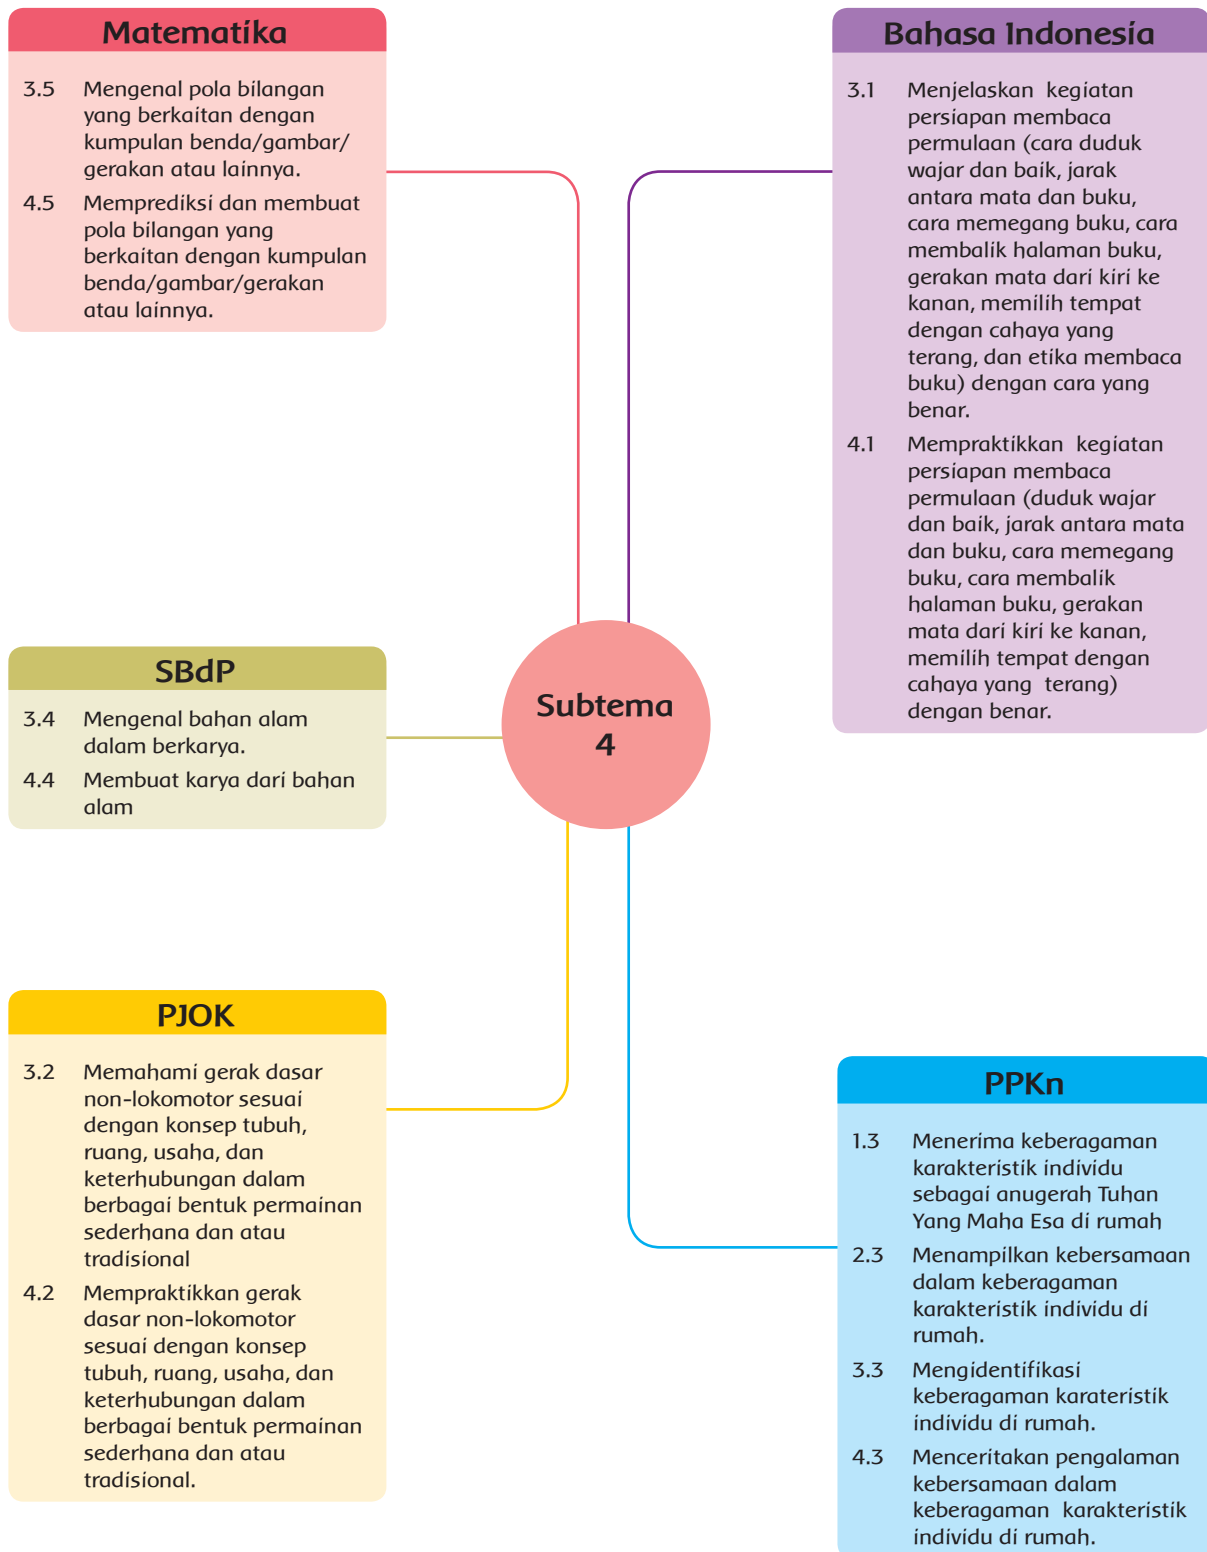 Matematika
3.5 Mengenal pola bilangan
yang berkaitan dengan
kumpulan benda/gambar/
gerakan atau lainnya.
4.5 Memprediksi dan membuat
pola bilangan yang
berkaitan dengan kumpulan
benda/gambar/gerakan
atau lainnya.
Bahasa Indonesia
3.1 Menjelaskan kegiatan
persiapan membaca
permulaan (cara duduk
wajar dan baik, jarak
antara mata dan buku,
cara memegang buku, cara
membalik halaman buku,
gerakan mata dari kiri ke
kanan, memilih tempat
dengan cahaya yang
terang, dan etika membaca
buku) dengan cara yang
benar.
4.1 Mempraktikkan kegiatan
persiapan membaca
permulaan (duduk wajar
dan baik, jarak antara mata
dan buku, cara memegang
buku, cara membalik
halaman buku, gerakan
mata dari kiri ke kanan,
memilih tempat dengan
cahaya yang terang)
dengan benar.
SBdP
3.4 Mengenal bahan alam
dalam berkarya.
4.4 Membuat karya dari bahan
alam
Subtema
4
PJOK
3.2 Memahami gerak dasar
non-lokomotor sesuai
dengan konsep tubuh,
ruang, usaha, dan
keterhubungan dalam
berbagai bentuk permainan
sederhana dan atau
tradisional
4.2 Mempraktikkan gerak
dasar non-lokomotor
sesuai dengan konsep
tubuh, ruang, usaha, dan
keterhubungan dalam
berbagai bentuk permainan
sederhana dan atau
tradisional.
PPKn
1.3 Menerima keberagaman
karakteristik individu
sebagai anugerah Tuhan
Yang Maha Esa di rumah
2.3 Menampilkan kebersamaan
dalam keberagaman
karakteristik individu di
rumah.
3.3 Mengidentifikasi
keberagaman karateristik
individu di rumah.
4.3 Menceritakan pengalaman
kebersamaan dalam
keberagaman karakteristik
individu di rumah.